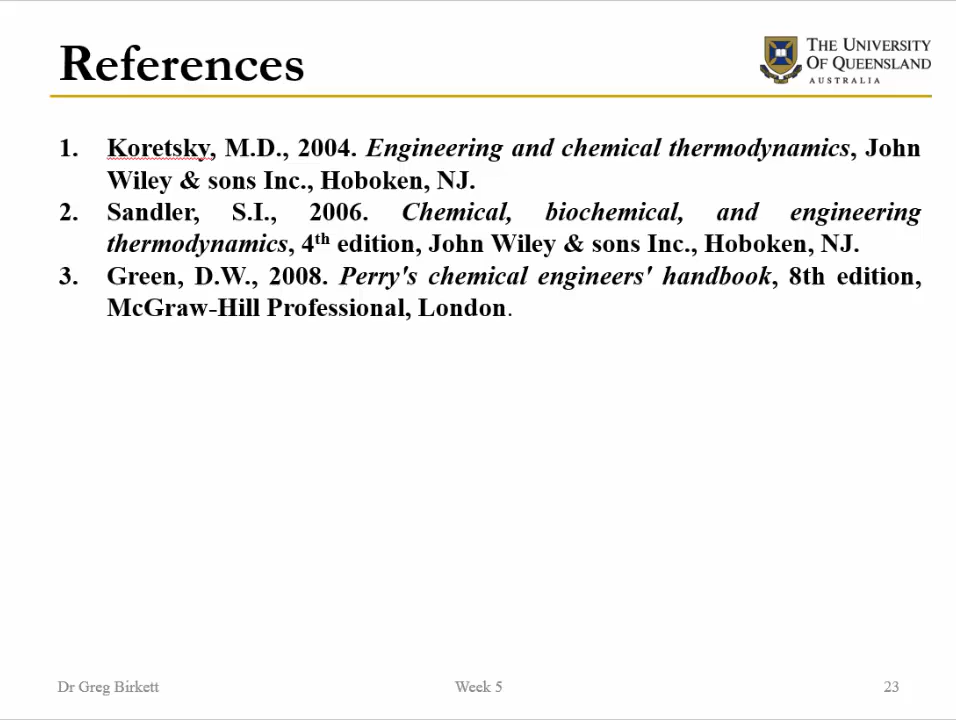 References
THE UNIVERSITY
OF QUEENSLAND
AUSTRALIA
1. Koretsky, M.D., 2004. Engineering and chemical thermodynamics, John
Wiley & sons Inc., Hoboken, NJ.
2. Sandler, S.I., 2006. Chemical, biochemical, and engineering
thermodynamics, 4th edition, John Wiley & sons Inc., Hoboken, NJ.
3. Green, D.W., 2008. Perry's chemical engineers' handbook, 8th edition,
McGraw-Hill Professional, London.
Dr Greg Birkett
Week 5
23